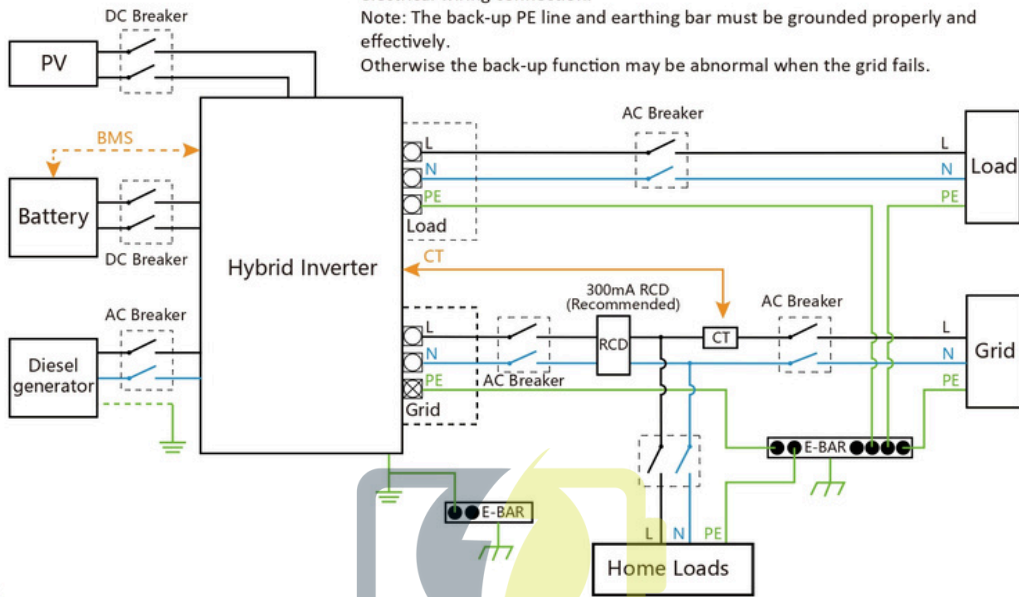 Note: The back-up PE line and earthing bar must be grounded properly and
effectively.
Otherwise the back-up function may be abnormal when the grid fails.
DC Breaker
PV
BMS
Battery
DC Breaker
AC Breaker
Diesel
generator
Hybrid Inverter
L
N
PE
Load
AC Breaker
L
N
PE
Load
CT
300mA RCD
(Recommended)
AC Breaker
L
N
PE
Grid
AC Breaker
RCD
CT
L
N
PE
Grid
E-BAR
E-BAR
L
N
PE
Home Loads